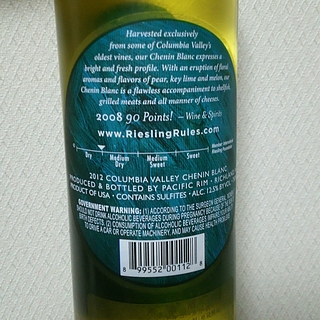 Harvested exclusively
from some of Columbia Valley's
oldest vines, our Chenin Blanc expresses a
bright and fresh profile. With an eruption of floral
aromas and flavors of pear, key lime and melon, our
Chenin Blanc is a flawless accompaniment to shellfish,
grilled meats and all manner of cheeses.
2008 90 Points! – Wine & Spirits
www.RieslingRules.com
Dry Medium Dry Medium Sweet Sweet
2012 COLUMBIA VALLEY CHENIN BLANC
PRODUCED & BOTTLED BY PACIFIC RIM · RICHLAND
PRODUCT OF USA · CONTAINS SULFITES · ALC 12.5% BY VOL
GOVERNMENT WARNING: (1) ACCORDING TO THE SURGEON GENERAL
SHOULD NOT DRINK ALCOHOLIC BEVERAGES DURING PREGNANCY BECAUSE OF THE
BIRTH DEFECTS. (2) CONSUMPTION OF ALCOHOLIC BEVERAGES IMPAIRS YOUR
TO DRIVE A CAR OR OPERATE MACHINERY, AND MAY CAUSE HEALTH
8 99552 00112 8